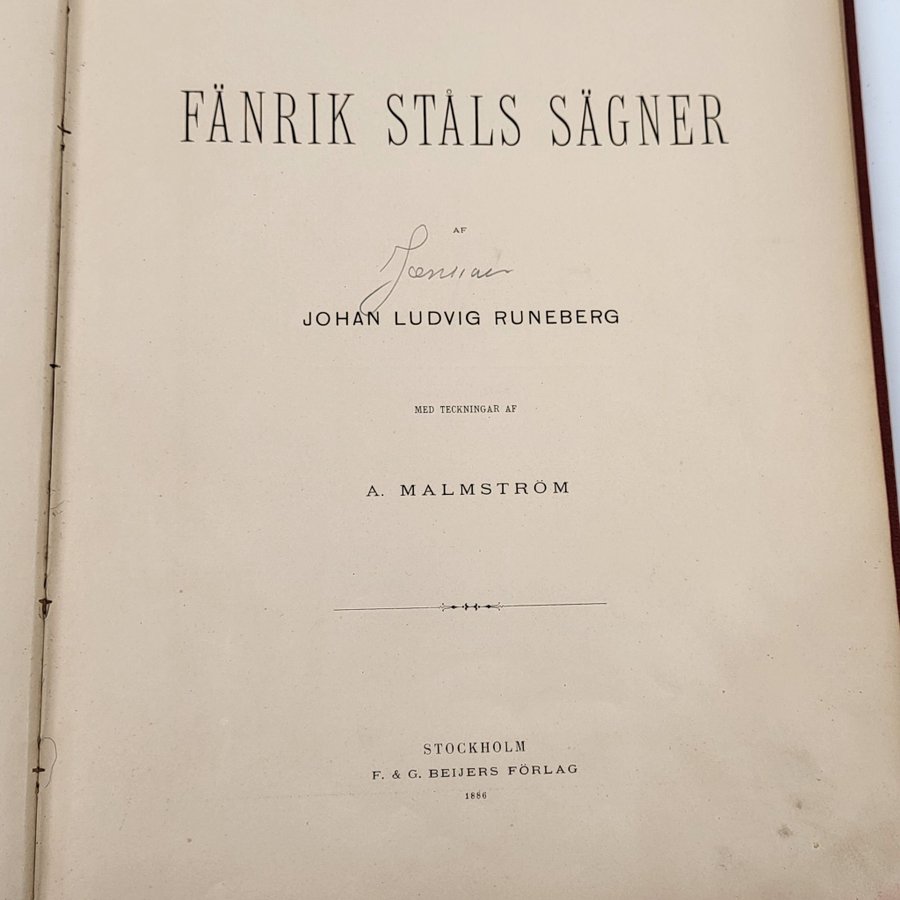 FÄNRIK STÅLS SÄGNER
AF
JOHAN LUDVIG RUNEBERG
MED TECKNINGAR AF
A. MALMSTRÖM
STOCKHOLM
F. & G. BEIJERS FÖRLAG
1886